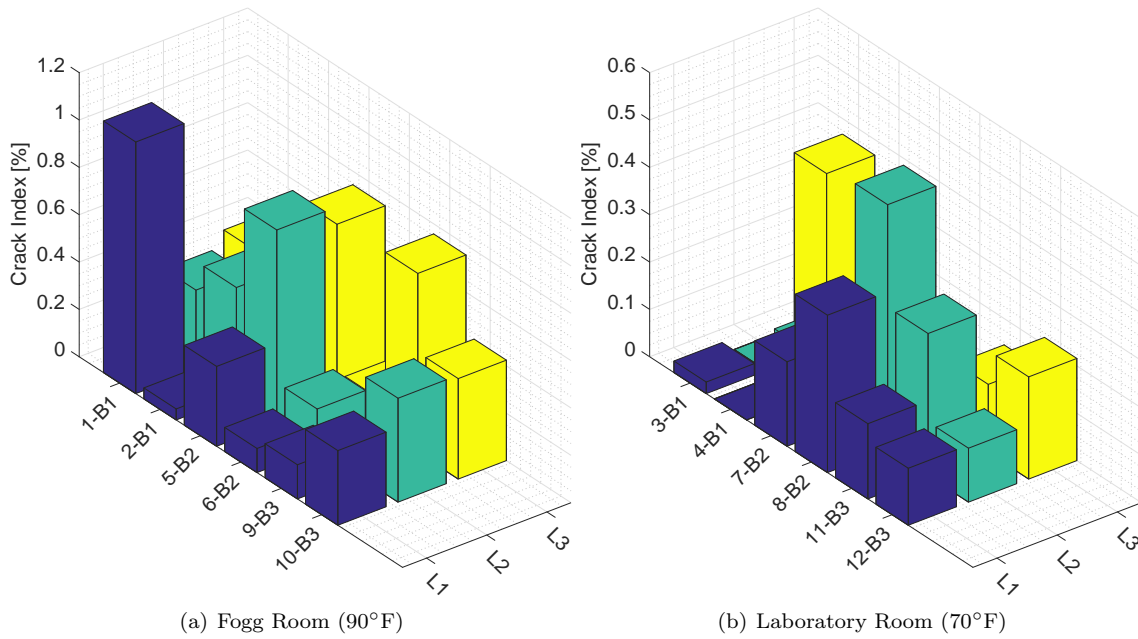 Crack Index [%]
1.2
1
0.8
0.6
0.4
0.2
0
1-B1
2-B1
5-B2
6-B2
9-B3
10-B3
L1
L2
L3
(a) Fogg Room (90°F)
Crack Index [%]
0.6
0.5
0.4
0.3
0.2
0.1
0
3-B1
4-B1
7-B2
8-B2
11-B3
12-B3
L1
L2
L3
(b) Laboratory Room (70°F)